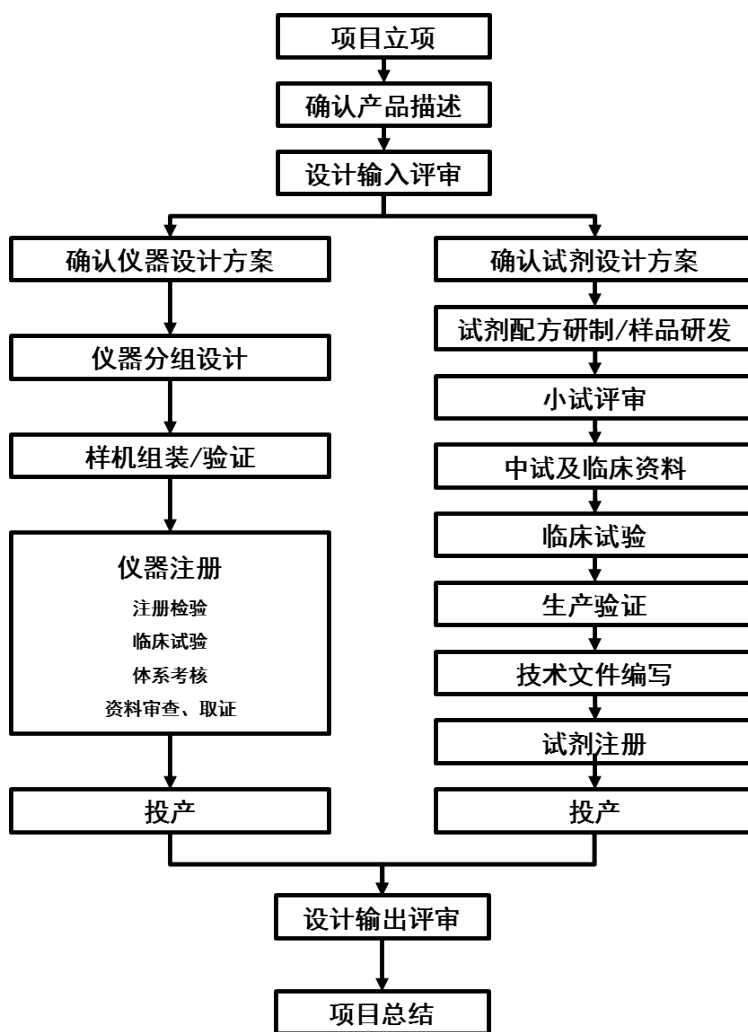 项目立项
确认产品描述
设计输入评审
确认仪器设计方案
仪器分组设计
样机组装/验证
仪器注册
注册检验
临床试验
体系考核
资料审查、取证
投产
确认试剂设计方案
试剂配方研制/样品研发
小试评审
中试及临床资料
临床试验
生产验证
技术文件编写
试剂注册
投产
设计输出评审
项目总结